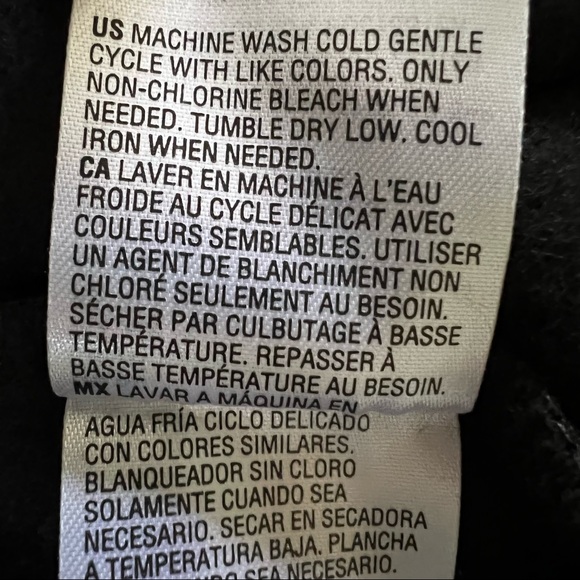 US MACHINE WASH COLD GENTLE
CYCLE WITH LIKE COLORS. ONLY
NON-CHLORINE BLEACH WHEN
NEEDED. TUMBLE DRY LOW. COOL
IRON WHEN NEEDED.
CA LAVER EN MACHINE À L'EAU
FROIDE AU CYCLE DÉLICAT AVEC
COULEURS SEMBLABLES. UTILISER
UN AGENT DE BLANCHIMENT NON
CHLORÉ SEULEMENT AU BESOIN.
SÉCHER PAR CULBUTAGE À BASSE
TEMPÉRATURE. REPASSER À
BASSE TEMPÉRATURE AU BESOIN.
MX LAVAR A MÁQUINA EN
AGUA FRÍA CICLO DELICADO
CON COLORES SIMILARES.
BLANQUEADOR SIN CLORO
SOLAMENTE CUANDO SEA
NECESARIO. SECAR EN SECADORA
A TEMPERATURA BAJA. PLANCHA
SEA NECESARIO.